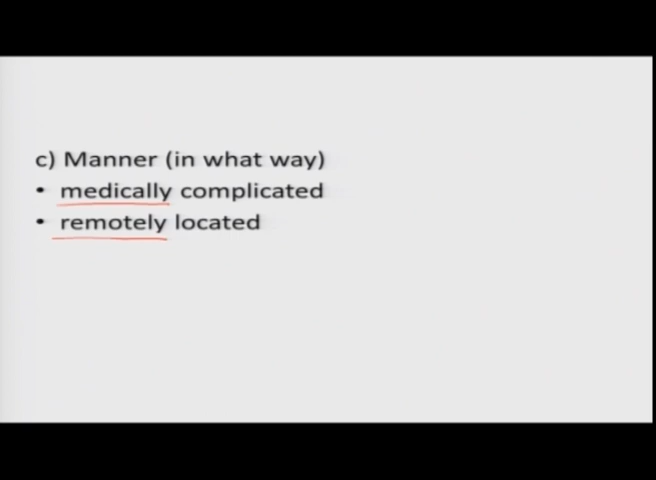 c) Manner (in what way)
• medically complicated
• remotely located